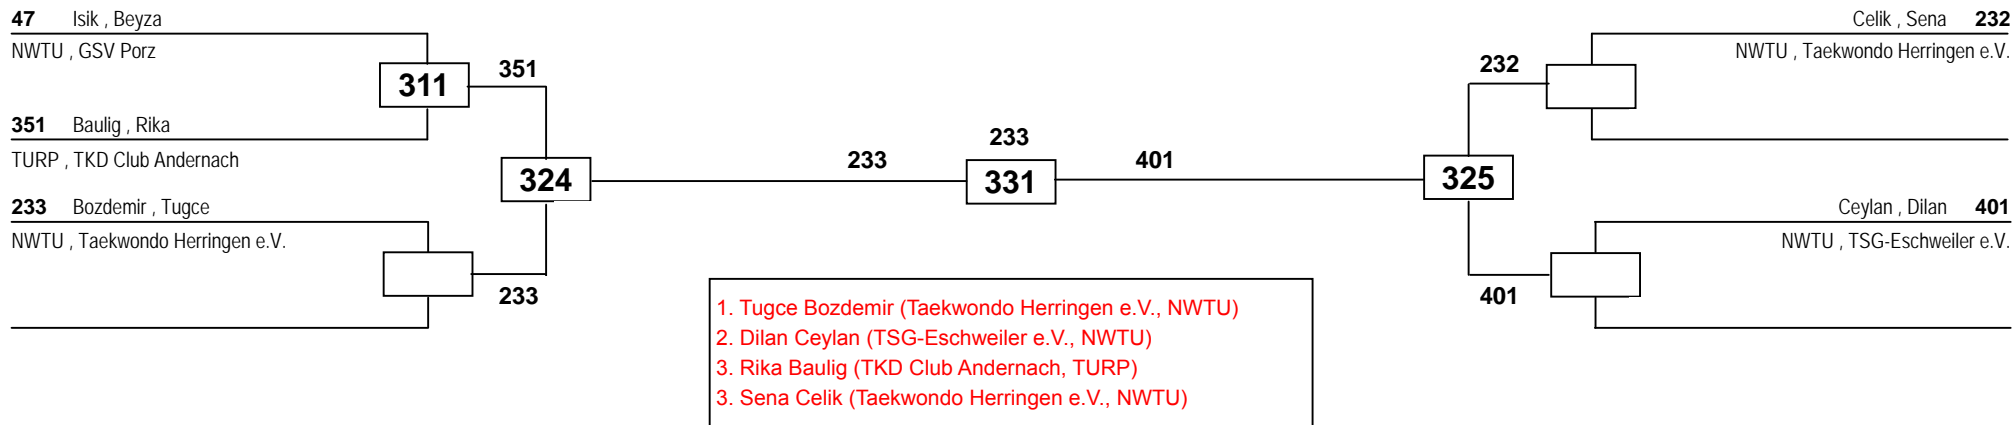 47 Isik , Beyza
NWTU , GSV Porz
311
351
351 Baulig , Rika
TURP , TKD Club Andernach
324
233 Bozdemir , Tugce
NWTU , Taekwondo Herringen e.V.
233
233
233
331
401
Celik , Sena 232
NWTU , Taekwondo Herringen e.V.
232
325
Ceylan , Dilan 401
NWTU , TSG-Eschweiler e.V.
401
1. Tugce Bozdemir (Taekwondo Herringen e.V., NWTU)
2. Dilan Ceylan (TSG-Eschweiler e.V., NWTU)
3. Rika Baulig (TKD Club Andernach, TURP)
3. Sena Celik (Taekwondo Herringen e.V., NWTU)